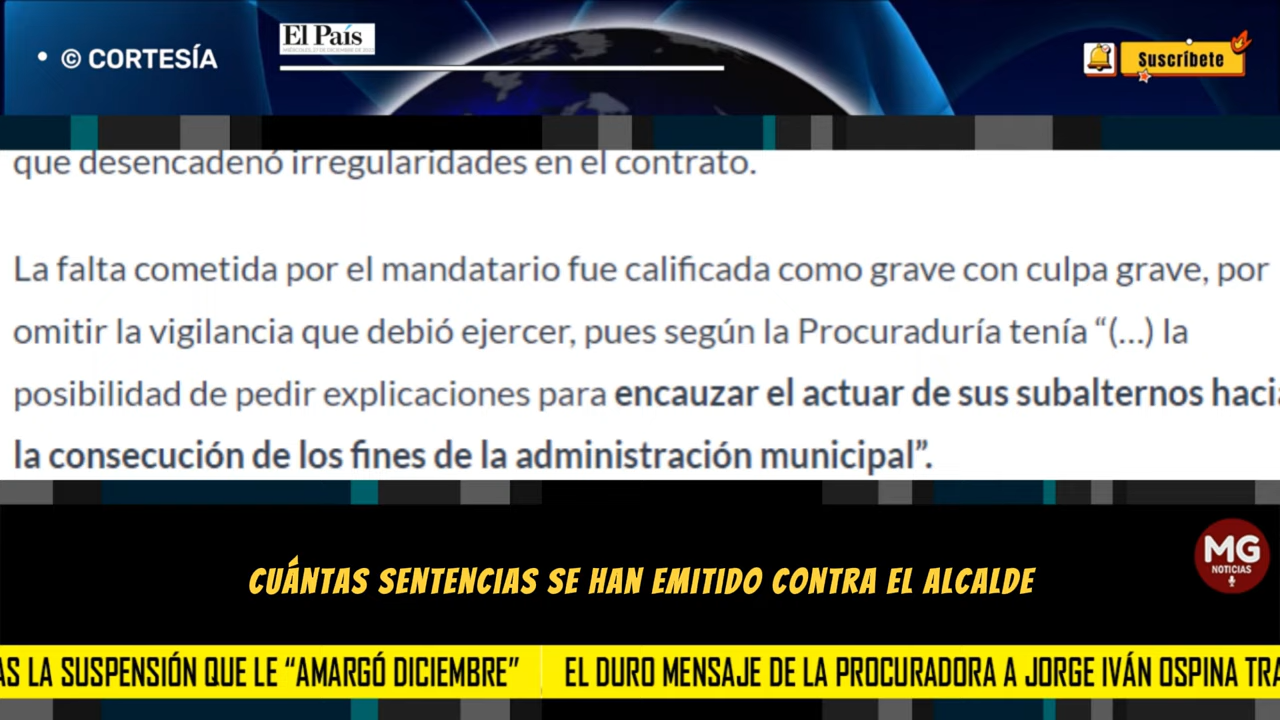 • © CORTESÍA
El País
Suscríbete
que desencadenó irregularidades en el contrato.
La falta cometida por el mandatario fue calificada como grave con culpa grave, por
omitir la vigilancia que debió ejercer, pues según la Procuraduría tenía “(...) la
posibilidad de pedir explicaciones para encauzar el actuar de sus subalternos hacia
la consecución de los fines de la administración municipal”.
MG
NOTICIAS
CUÁNTAS SENTENCIAS SE HAN EMITIDO CONTRA EL ALCALDE
AS LA SUSPENSIÓN QUE LE “AMARGÓ DICIEMBRE” EL DURO MENSAJE DE LA PROCURADORA A JORGE IVÁN OSPINA TRA